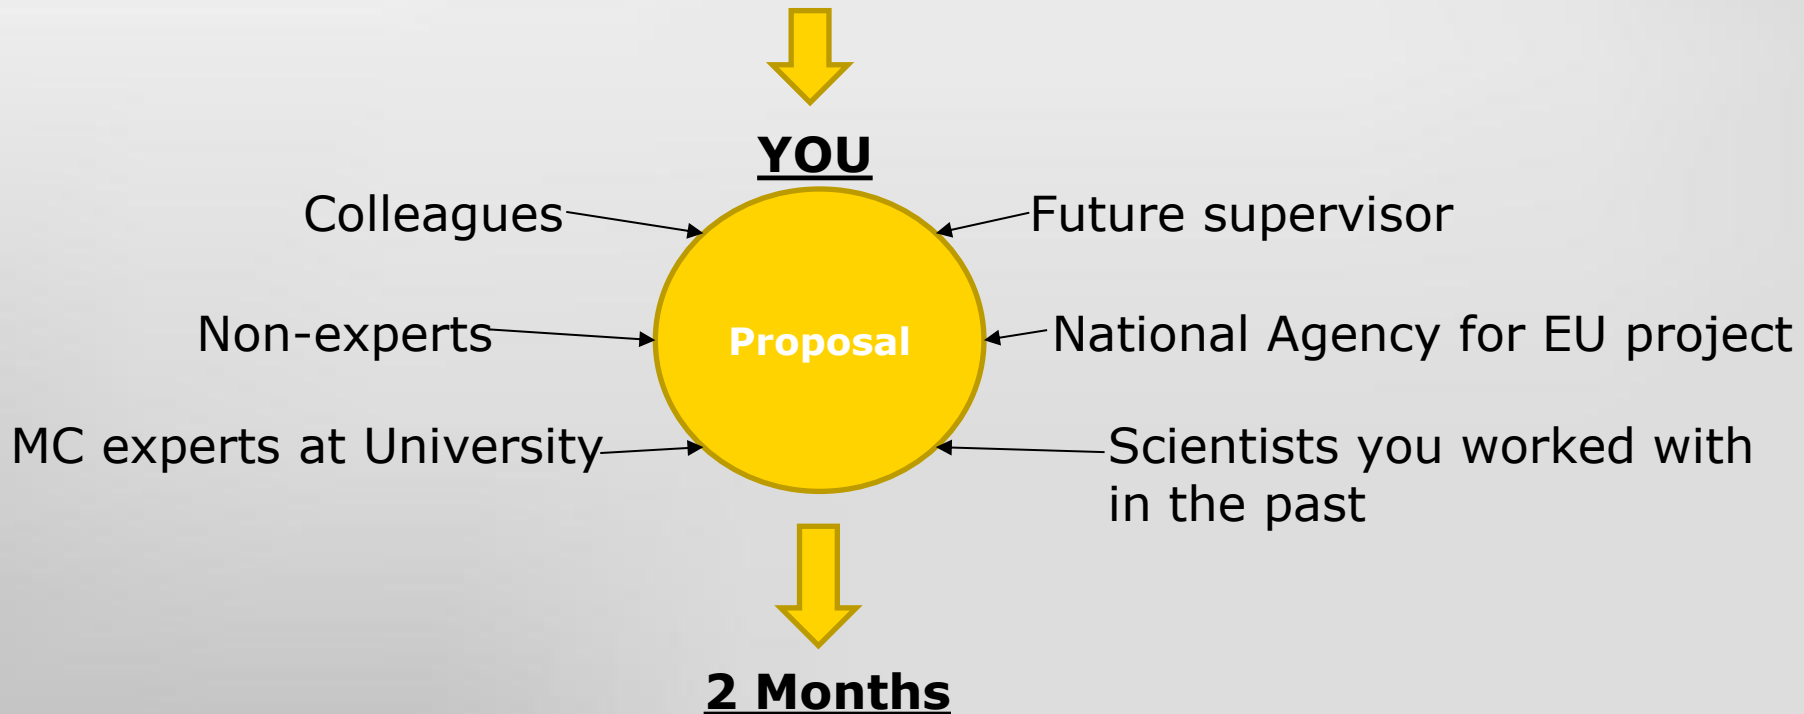 YOU
Colleagues
Future supervisor
Non-experts
Proposal
National Agency for EU project
MC experts at University
Scientists you worked with
in the past
2 Months